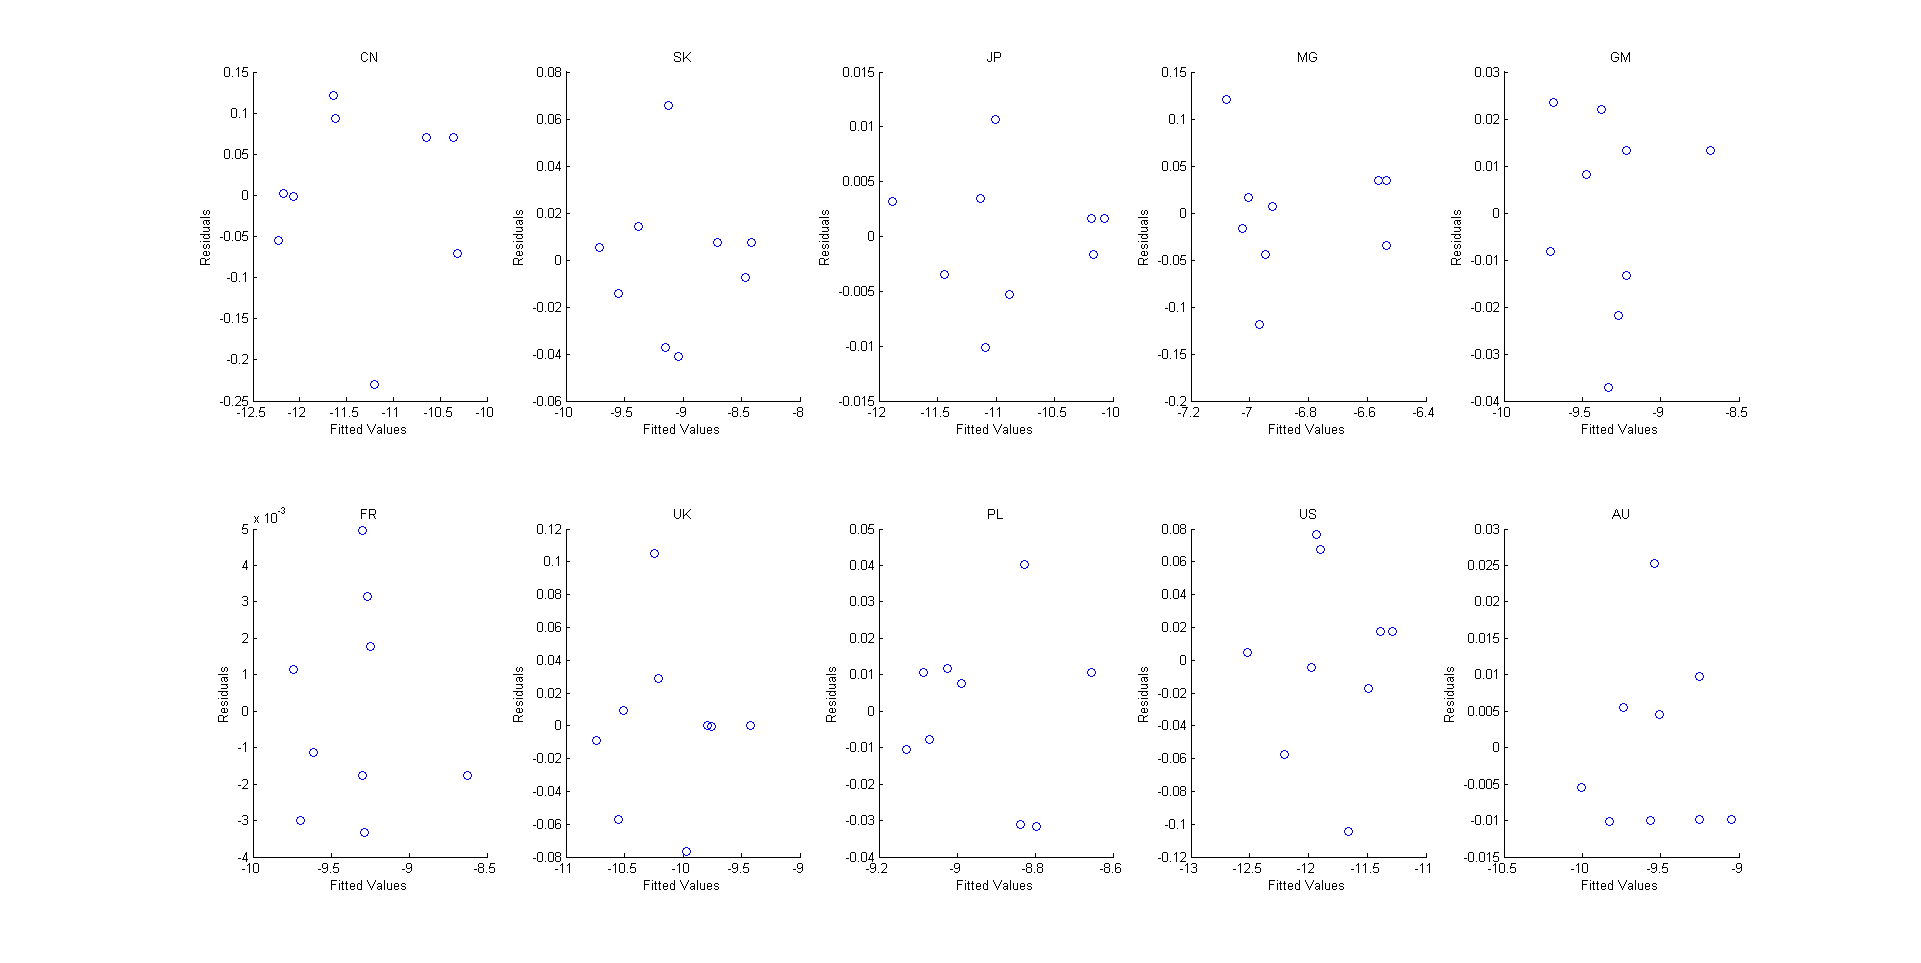 CN
0.15
0.1
0.05
0
-0.05
-0.1
-0.15
-0.2
-0.25
Residuals
-12.5 -12 -11.5 -11 -10.5 -10
Fitted Values
SK
0.08
0.06
0.04
0.02
0
-0.02
-0.04
-0.06
Residuals
-10 -9.5 -9 -8.5 -8
Fitted Values
JP
0.015
0.01
0.005
0
-0.005
-0.01
-0.015
Residuals
-12 -11.5 -11 -10.5 -10
Fitted Values
MG
0.15
0.1
0.05
0
-0.05
-0.1
-0.15
-0.2
Residuals
-7.2 -7 -6.8 -6.6 -6.4
Fitted Values
GM
0.03
0.02
0.01
0
-0.01
-0.02
-0.03
-0.04
Residuals
-10 -9.5 -9 -8.5
Fitted Values
FR
x 10-3
5
4
3
2
1
0
-1
-2
-3
-4
Residuals
-10 -9.5 -9 -8.5
Fitted Values
UK
0.12
0.1
0.08
0.06
0.04
0.02
0
-0.02
-0.04
-0.06
-0.08
Residuals
-11 -10.5 -10 -9.5 -9
Fitted Values
PL
0.05
0.04
0.03
0.02
0.01
0
-0.01
-0.02
-0.03
-0.04
Residuals
-9.2 -9 -8.8 -8.6
Fitted Values
US
0.08
0.06
0.04
0.02
0
-0.02
-0.04
-0.06
-0.08
-0.1
-0.12
Residuals
-13 -12.5 -12 -11.5 -11
Fitted Values
AU
0.03
0.025
0.02
0.015
0.01
0.005
0
-0.005
-0.01
-0.015
Residuals
-10.5 -10 -9.5 -9
Fitted Values